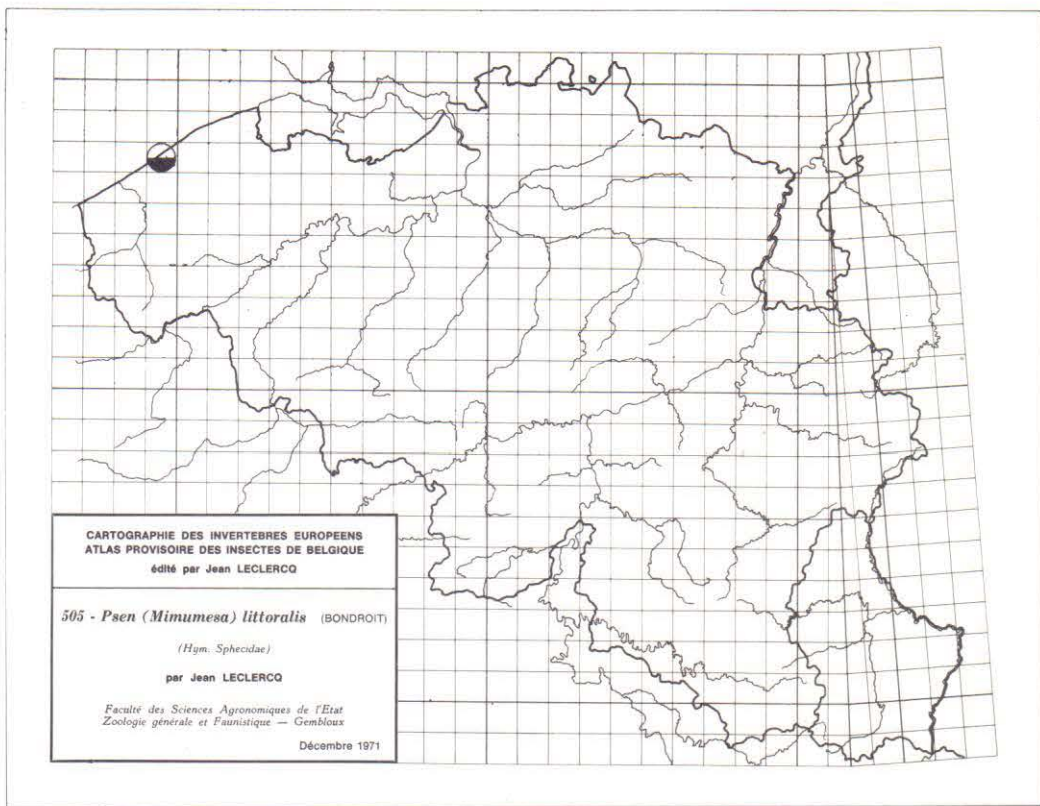 CARTOGRAPHIE DES INVERTEBRES EUROPEENS
ATLAS PROVISOIRE DES INSECTES DE BELGIQUE
édité par Jean LECLERCQ
505 - Psen (Mimumesa) littoralis (BONDROIT)
(Hym. Sphecidae)
par Jean LECLERCQ
Faculté des Sciences Agronomiques de l'Etat
Zoologie générale et Faunistique — Gembloux
Décembre 1971